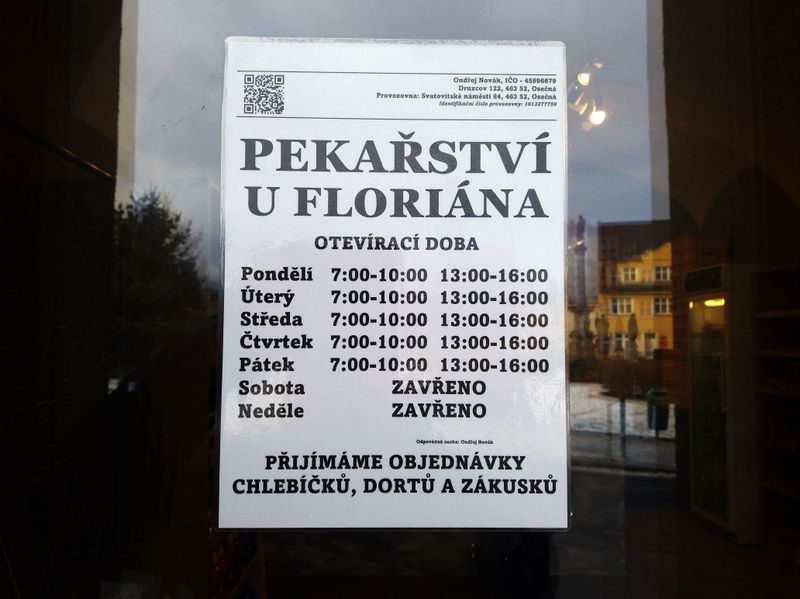 Ondřej Novák, IČO - 45996679
Druzcov 122, 463 52, Osečná
Provozovna: Svatovítské náměstí 84, 463 52, Osečná
Identifikační číslo provozovny: 1013277759
PEKAŘSTVÍ
U FLORIÁNA
OTEVÍRACÍ DOBA
Pondělí 7:00-10:00 13:00-16:00
Úterý 7:00-10:00 13:00-16:00
Středa 7:00-10:00 13:00-16:00
Čtvrtek 7:00-10:00 13:00-16:00
Pátek 7:00-10:00 13:00-16:00
Sobota ZAVŘENO
Neděle ZAVŘENO
Odpovědná osoba: Ondřej Novák
PŘIJÍMÁME OBJEDNÁVKY
CHLEBÍČKŮ, DORTŮ A ZÁKUSKŮ